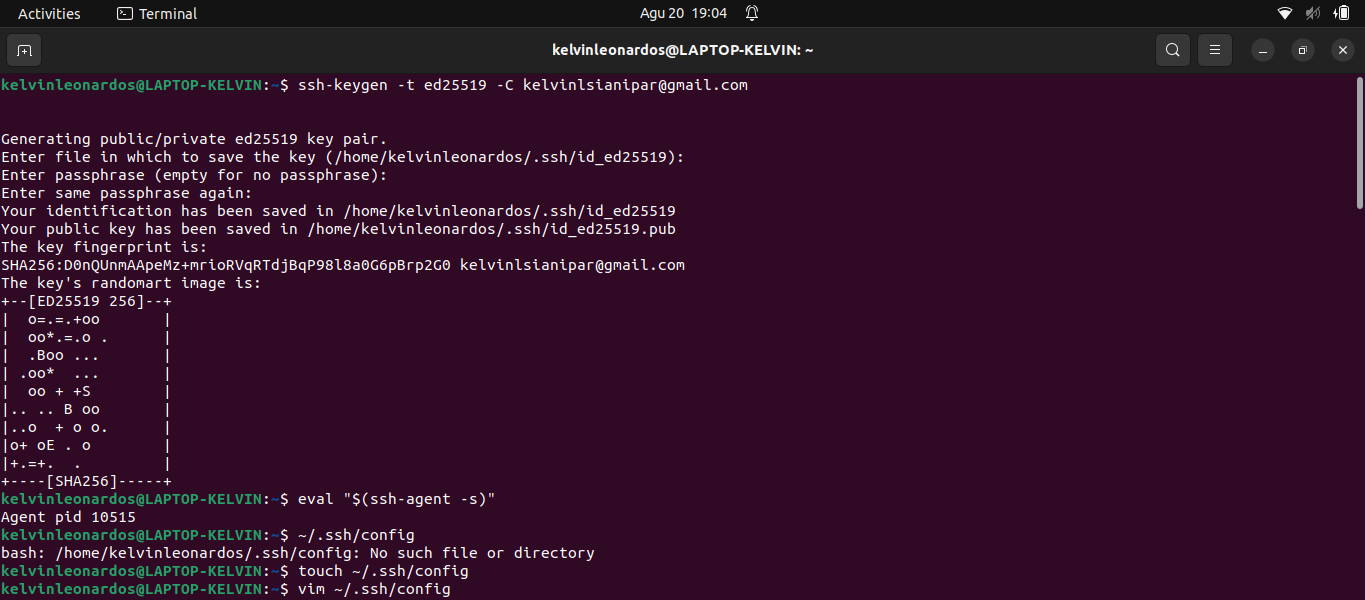 Activities Terminal Agu 20 19:04
kelvinleonardos@LAPTOP-KELVIN: ~
kelvinleonardos@LAPTOP-KELVIN:~$ ssh-keygen -t ed25519 -C kelvinlsianipar@gmail.com
Generating public/private ed25519 key pair.
Enter file in which to save the key (/home/kelvinleonardos/.ssh/id_ed25519):
Enter passphrase (empty for no passphrase):
Enter same passphrase again:
Your identification has been saved in /home/kelvinleonardos/.ssh/id_ed25519
Your public key has been saved in /home/kelvinleonardos/.ssh/id_ed25519.pub
The key fingerprint is:
SHA256:D0nQUnmAApeMz+mrioRVqRTdjBqP98l8a0G6pBrp2G0 kelvinlsianipar@gmail.com
The key's randomart image is:
+--[ED25519 256]--+
|  o=.=.+oo       |
|  oo*.=.o .      |
|  .Boo ...       |
| .oo*  ...       |
|  oo + +S        |
|.. .. B oo       |
|..o  + o o.      |
|o+ oE . o        |
|+.=+.  .         |
+----[SHA256]-----+
kelvinleonardos@LAPTOP-KELVIN:~$ eval "$(ssh-agent -s)"
Agent pid 10515
kelvinleonardos@LAPTOP-KELVIN:~$ ~/.ssh/config
bash: /home/kelvinleonardos/.ssh/config: No such file or directory
kelvinleonardos@LAPTOP-KELVIN:~$ touch ~/.ssh/config
kelvinleonardos@LAPTOP-KELVIN:~$ vim ~/.ssh/config